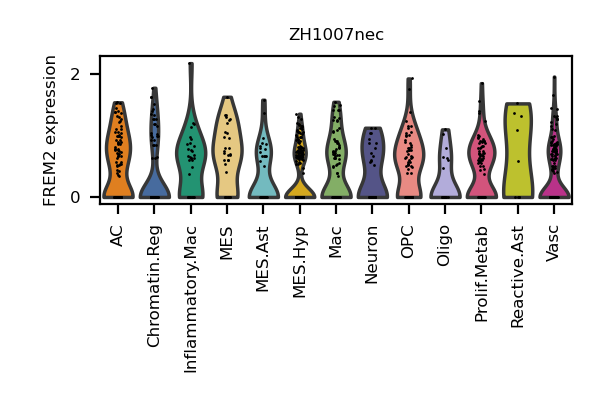 ZH1007nec
FREM2 expression
2
0
AC
Chromatin.Reg
Inflammatory.Mac
MES
MES.Ast
MES.Hyp
Mac
Neuron
OPC
Oligo
Prolif.Metab
Reactive.Ast
Vasc